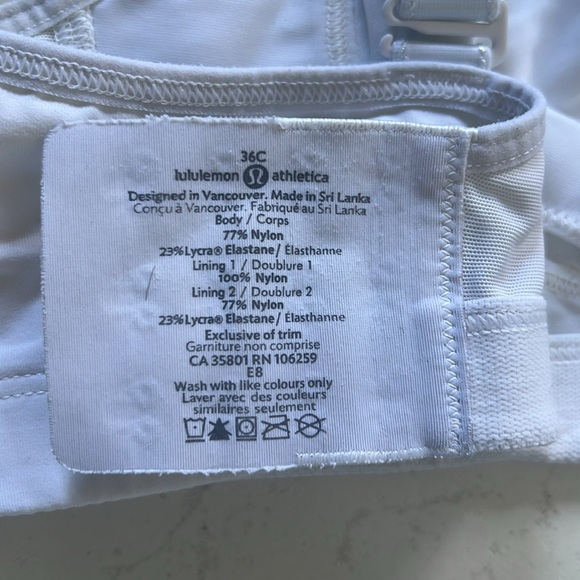 36C
lululemon athletica
Designed in Vancouver. Made in Sri Lanka
Conçu à Vancouver. Fabriqué au Sri Lanka
Body / Corps
77% Nylon
23% Lycra® Elastane / Élasthanne
Lining 1 / Doublure 1
100% Nylon
Lining 2 / Doublure 2
77% Nylon
23% Lycra® Elastane / Élasthanne
Exclusive of trim
Garniture non comprise
CA 35801 RN 106259
E8
Wash with like colours only
Laver avec des couleurs
similaires seulement